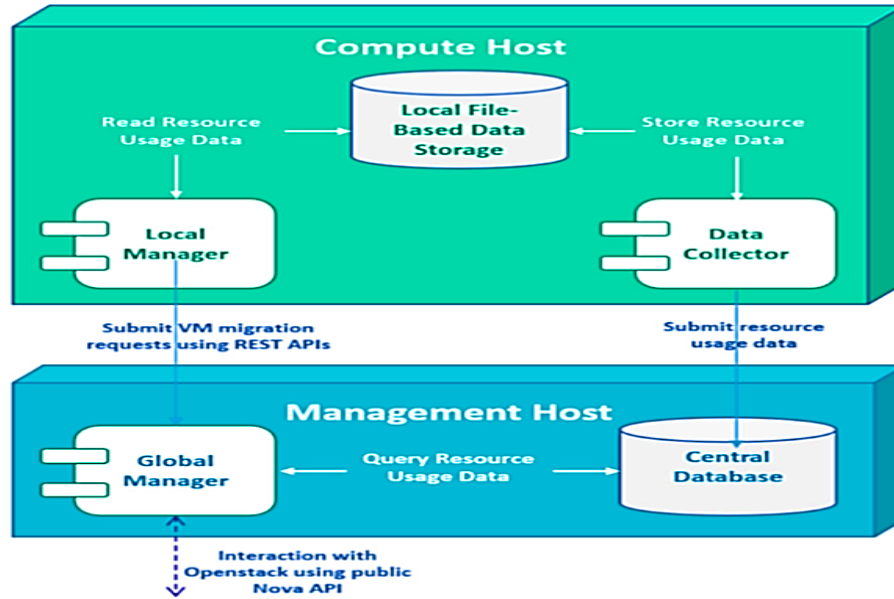 Compute Host
Local File-
Based Data
Storage
Read Resource
Usage Data
Store Resource
Usage Data
Local
Manager
Data
Collector
Submit VM migration
requests using REST APIs
Submit resource
usage data
Management Host
Global
Manager
Query Resource
Usage Data
Central
Database
Interaction with
Openstack using public
Nova API